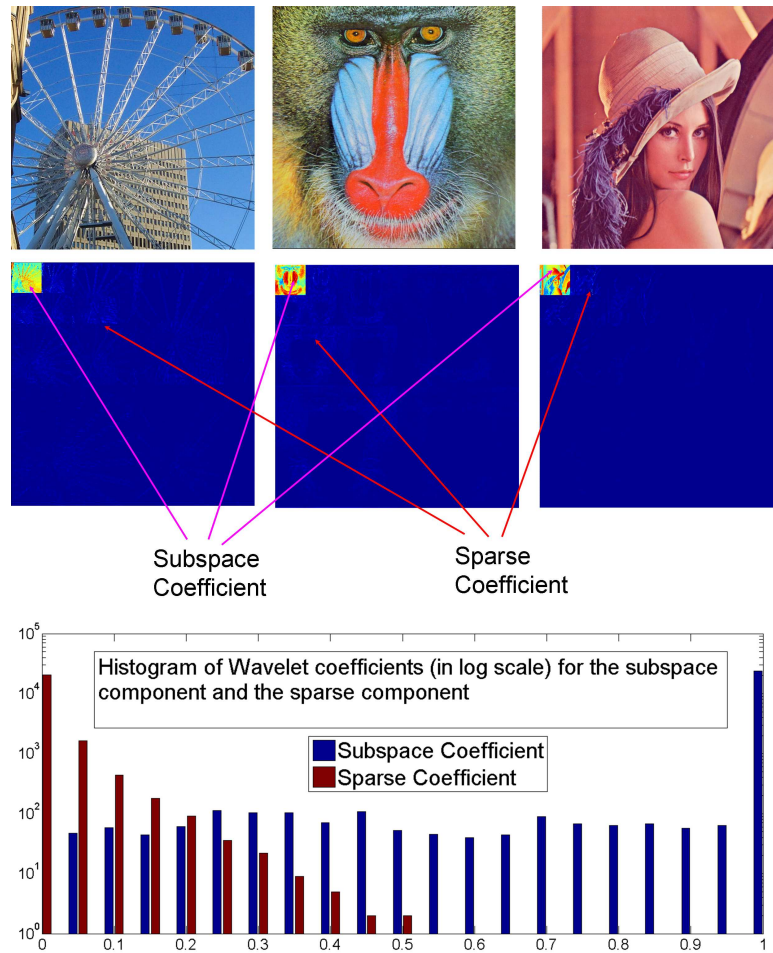 Subspace
Coefficient
Sparse
Coefficient
10^5
Histogram of Wavelet coefficients (in log scale) for the subspace
component and the sparse component
10^4
10^3
Subspace Coefficient
Sparse Coefficient
10^2
10^1
10^0
0 0.1 0.2 0.3 0.4 0.5 0.6 0.7 0.8 0.9 1